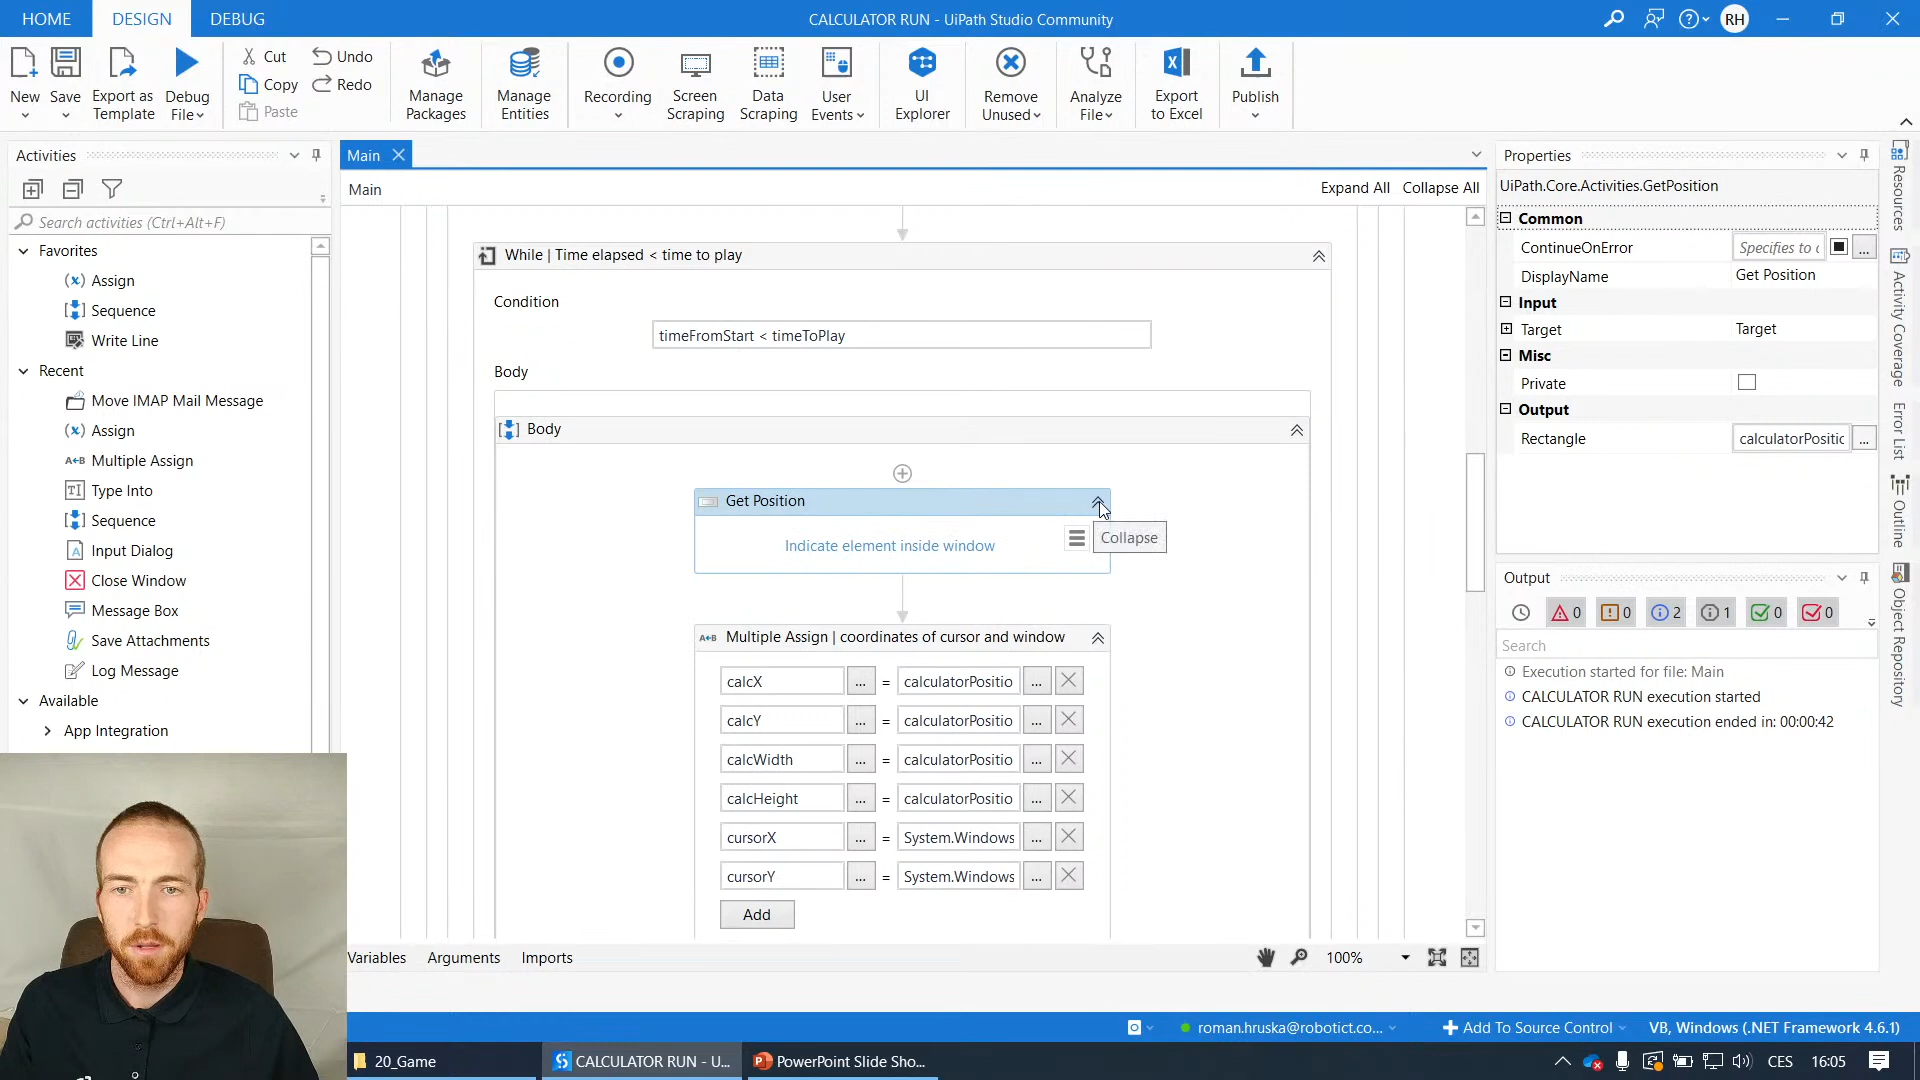 HOME
DESIGN
DEBUG
CALCULATOR RUN - UiPath Studio Community
RH
New
Save
Export as Template
Debug File
Cut
Copy
Paste
Undo
Redo
Manage Packages
Manage Entities
Recording
Screen Scraping
Data Scraping
User Events
UI Explorer
Remove Unused
Analyze File
Export to Excel
Publish
Activities
Search activities (Ctrl+Alt+F)
Favorites
Assign
Sequence
Write Line
Recent
Move IMAP Mail Message
Assign
Multiple Assign
Type Into
Sequence
Input Dialog
Close Window
Message Box
Save Attachments
Log Message
Available
App Integration
Main
Main
Expand All Collapse All
While | Time elapsed < time to play
Condition
timeFromStart < timeToPlay
Body
Body
Get Position
Indicate element inside window
Collapse
Multiple Assign | coordinates of cursor and window
calcX ... = calculatorPositio ...
calcY ... = calculatorPositio ...
calcWidth ... = calculatorPositio ...
calcHeight ... = calculatorPositio ...
cursorX ... = System.Windows ...
cursorY ... = System.Windows ...
Add
Variables Arguments Imports
100%
Properties
UiPath.Core.Activities.GetPosition
Common
ContinueOnError Specifies to c ...
DisplayName Get Position
Input
Target Target
Misc
Private
Output
Rectangle calculatorPositic ...
Output
0 0 2 1 0 0
Search
Execution started for file: Main
CALCULATOR RUN execution started
CALCULATOR RUN execution ended in: 00:00:42
Resources
Activity Coverage
Error List
Outline
Object Repository
roman.hruska@robotict.co...
Add To Source Control
VB, Windows (.NET Framework 4.6.1)
20_Game
CALCULATOR RUN - U...
PowerPoint Slide Sho...
CES
16:05